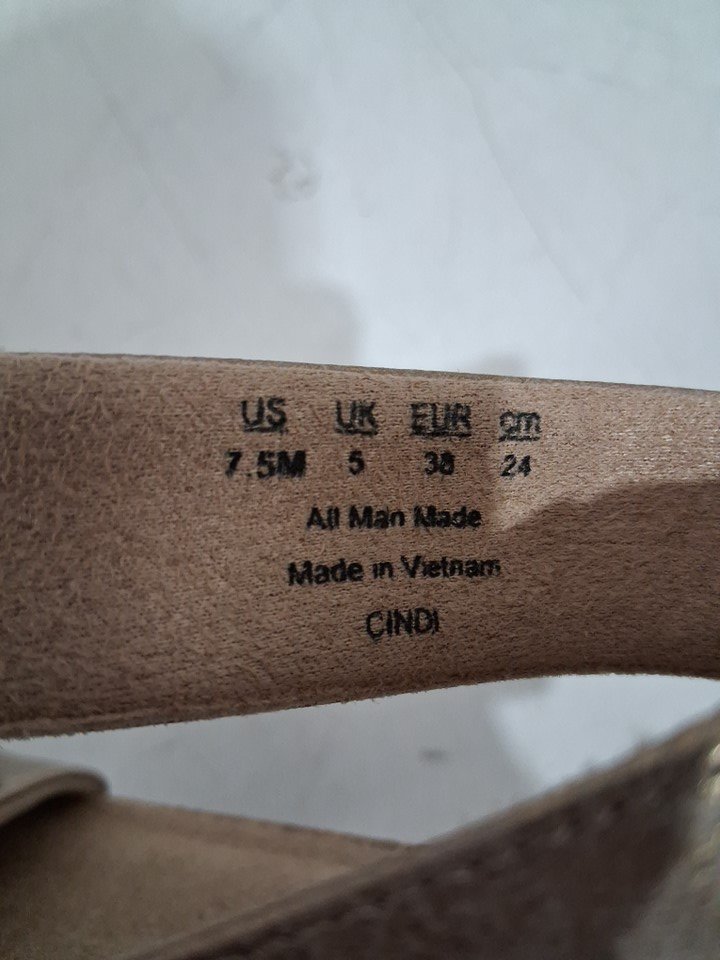 US UK EUR cm
7.5M 5 38 24
All Man Made
Made in Vietnam
CINDI